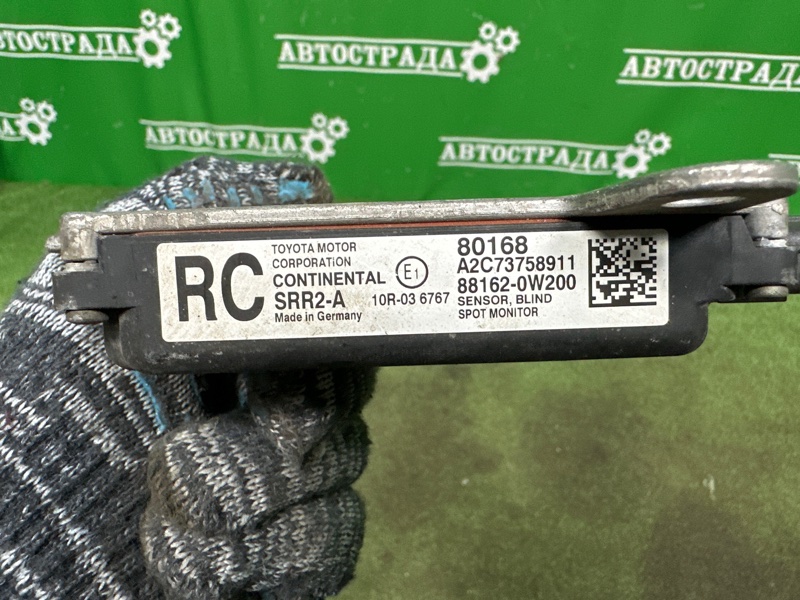 АВТОСТРАДА
АВТОСТРАДА
АВТОСТРАДА
АВТОСТРАДА
АВТОСТРАДА
RC
TOYOTA MOTOR
CORPORATION
CONTINENTAL E1
SRR2-A 10R-03 6767
Made in Germany
80168
A2C73758911
88162-0W200
SENSOR, BLIND
SPOT MONITOR